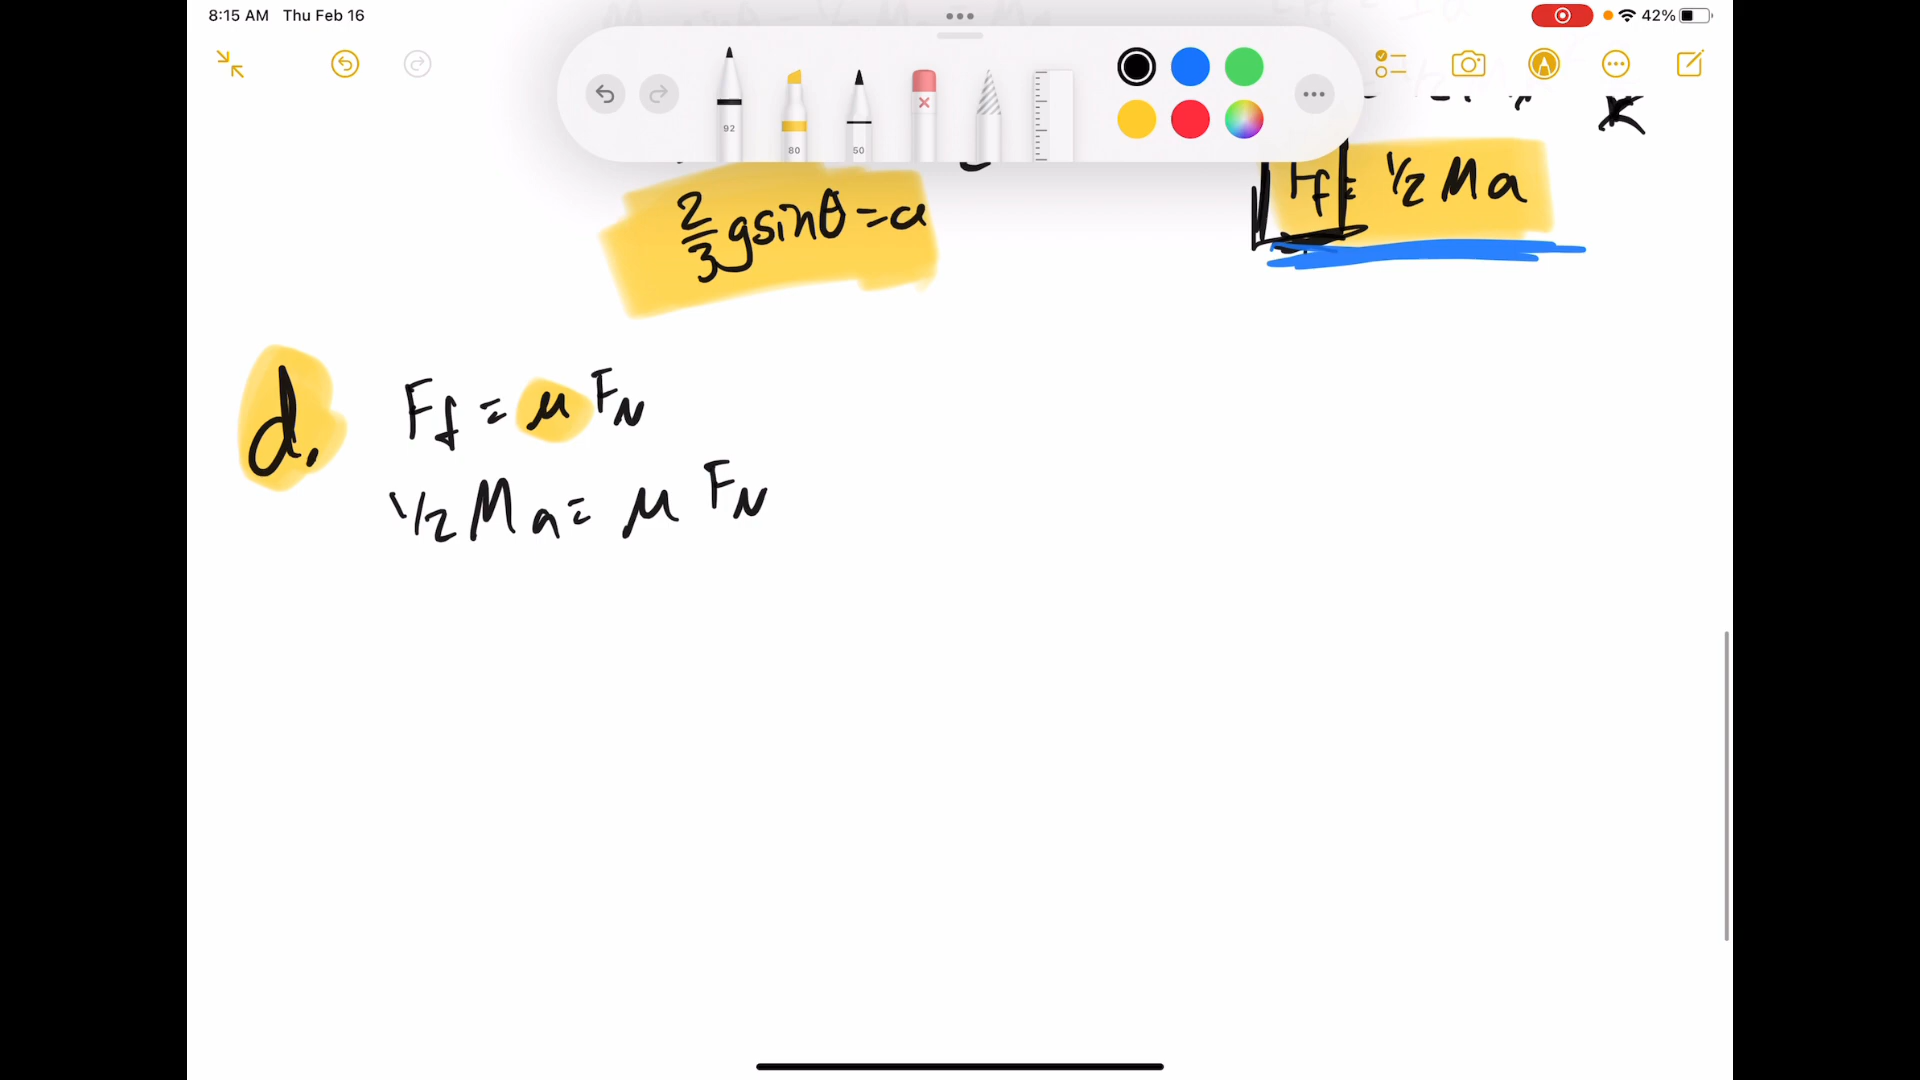 8:15 AM Thu Feb 16
42%
92
80
50
2/3 gsinθ = a
Ff = 1/2 Ma
d. Ff = μ FN
1/2 Ma = μ FN